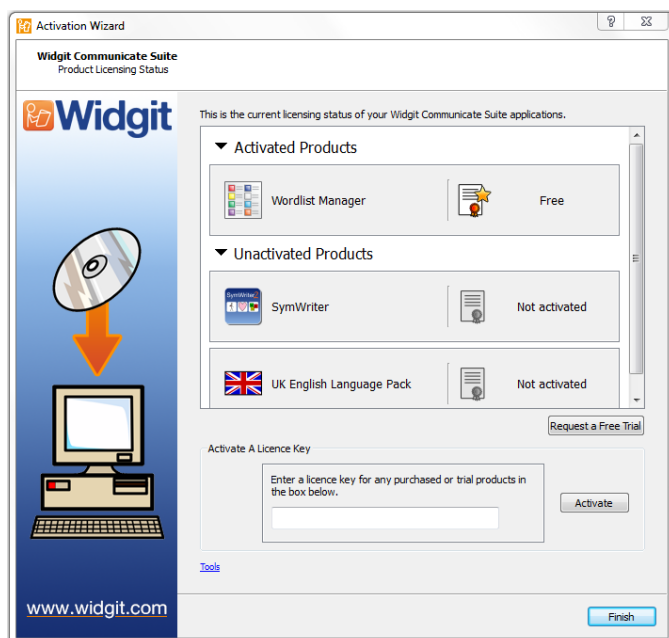 Activation Wizard
Widgit Communicate Suite
Product Licensing Status
Widgit
This is the current licensing status of your Widgit Communicate Suite applications.
Activated Products
Wordlist Manager
Free
Unactivated Products
SymWriter
SymWriter
Not activated
UK English Language Pack
Not activated
Request a Free Trial
Activate A Licence Key
Enter a licence key for any purchased or trial products in
the box below.
Activate
Tools
www.widgit.com
Finish